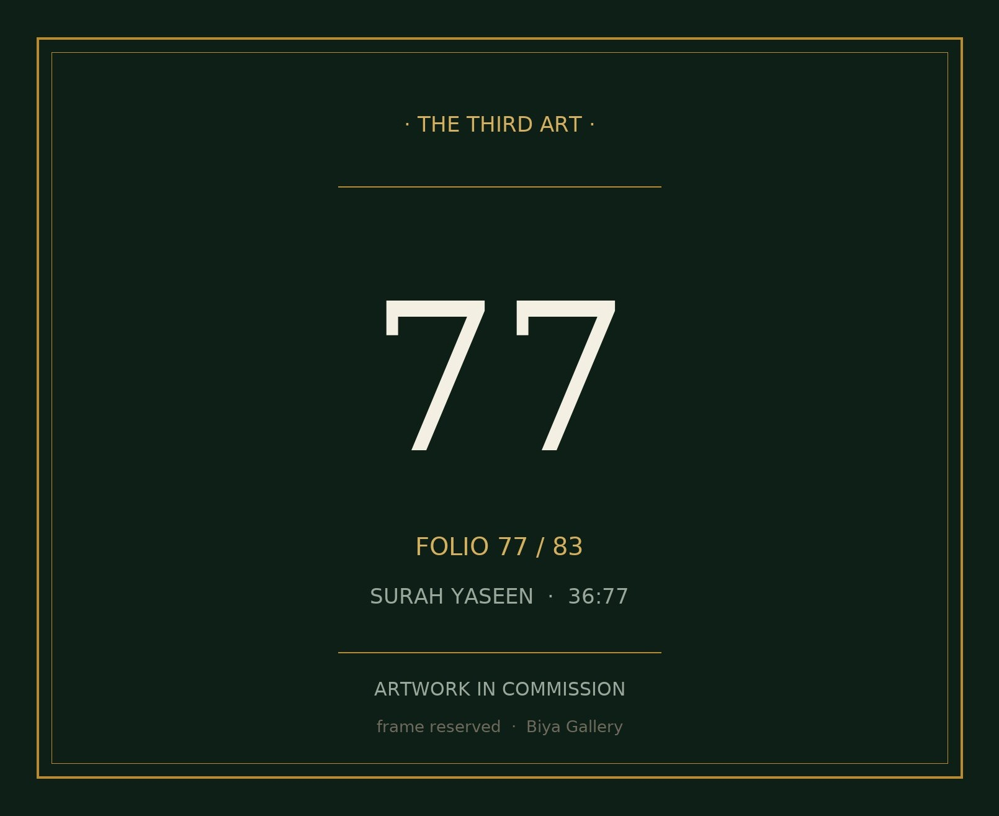 · THE THIRD ART ·
77
FOLIO 77 / 83
SURAH YASEEN · 36:77
ARTWORK IN COMMISSION
frame reserved · Biya Gallery